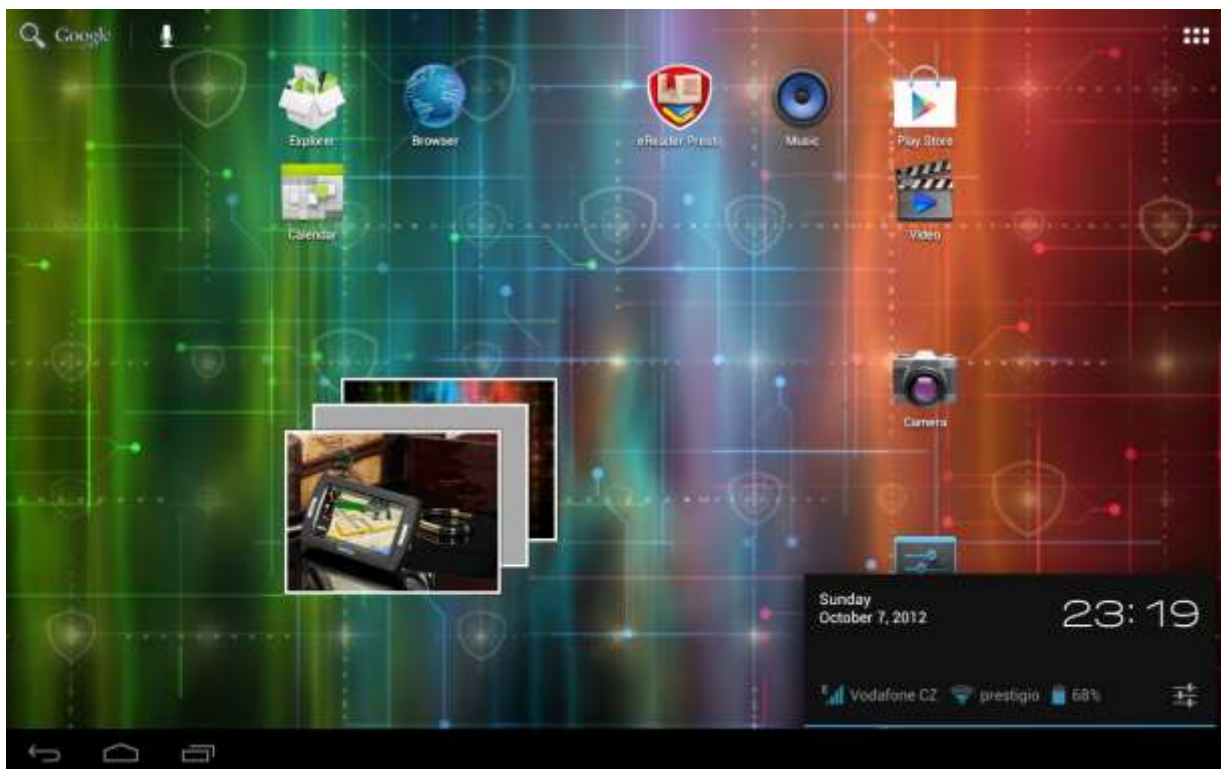 Google
Explorer
Browser
eReader Presti
Music
Play Store
Calendar
Video
Camera
Sunday
October 7, 2012
23:19
E
Vodafone CZ
prestigio
68%